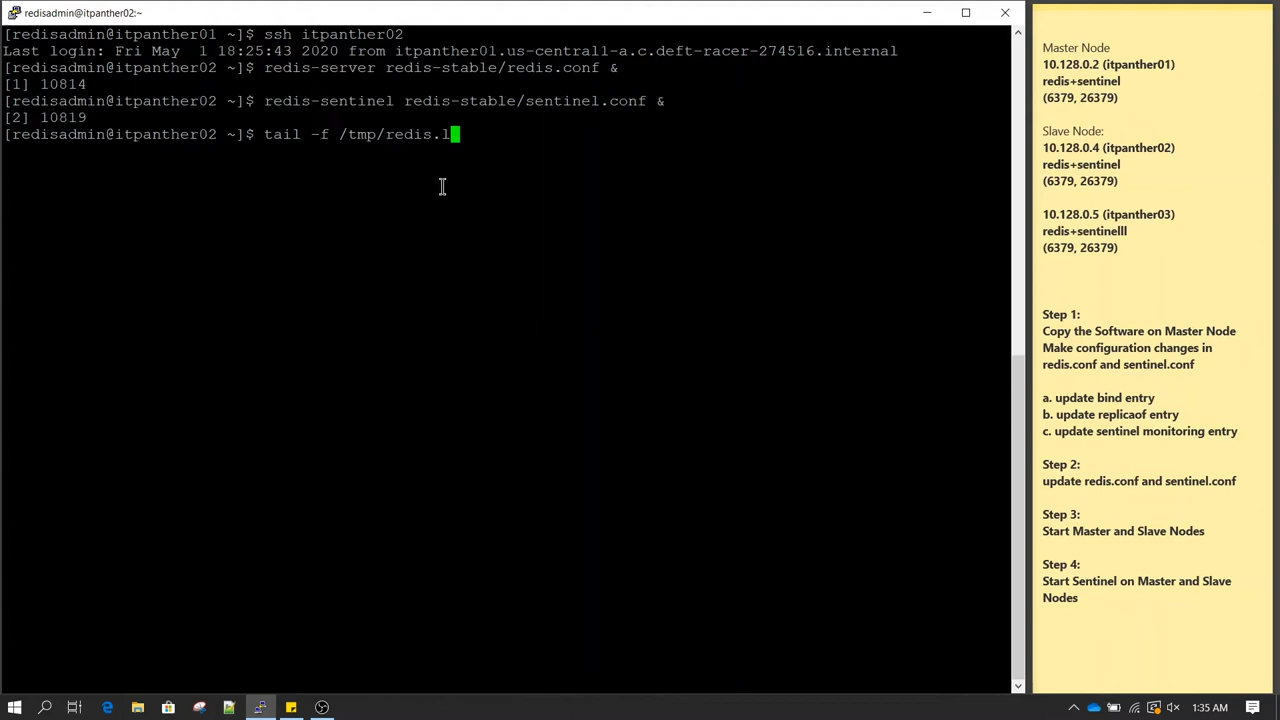 redisadmin@itpanther02:~
[redisadmin@itpanther01 ~]$ ssh itpanther02
Last login: Fri May  1 18:25:43 2020 from itpanther01.us-central1-a.c.deft-racer-274516.internal
[redisadmin@itpanther02 ~]$ redis-server redis-stable/redis.conf &
[1] 10814
[redisadmin@itpanther02 ~]$ redis-sentinel redis-stable/sentinel.conf &
[2] 10819
[redisadmin@itpanther02 ~]$ tail -f /tmp/redis.l
Master Node
10.128.0.2 (itpanther01)
redis+sentinel
(6379, 26379)
Slave Node:
10.128.0.4 (itpanther02)
redis+sentinel
(6379, 26379)
10.128.0.5 (itpanther03)
redis+sentinelll
(6379, 26379)
Step 1:
Copy the Software on Master Node
Make configuration changes in
redis.conf and sentinel.conf
a. update bind entry
b. update replicaof entry
c. update sentinel monitoring entry
Step 2:
update redis.conf and sentinel.conf
Step 3:
Start Master and Slave Nodes
Step 4:
Start Sentinel on Master and Slave
Nodes
1:35 AM